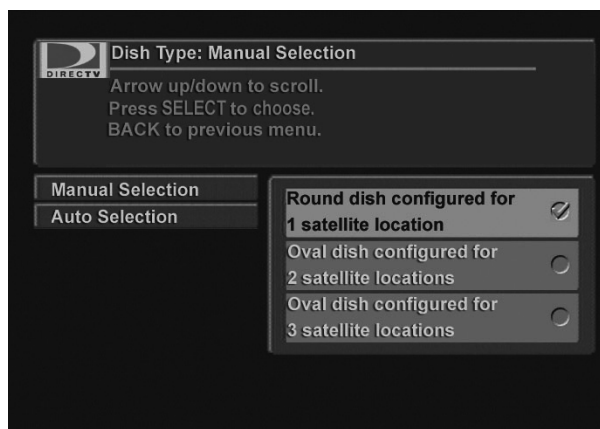 Dish Type: Manual Selection
DIRECTV
Arrow up/down to scroll.
Press SELECT to choose.
BACK to previous menu.
Manual Selection
Auto Selection
Round dish configured for
1 satellite location
Oval dish configured for
2 satellite locations
Oval dish configured for
3 satellite locations